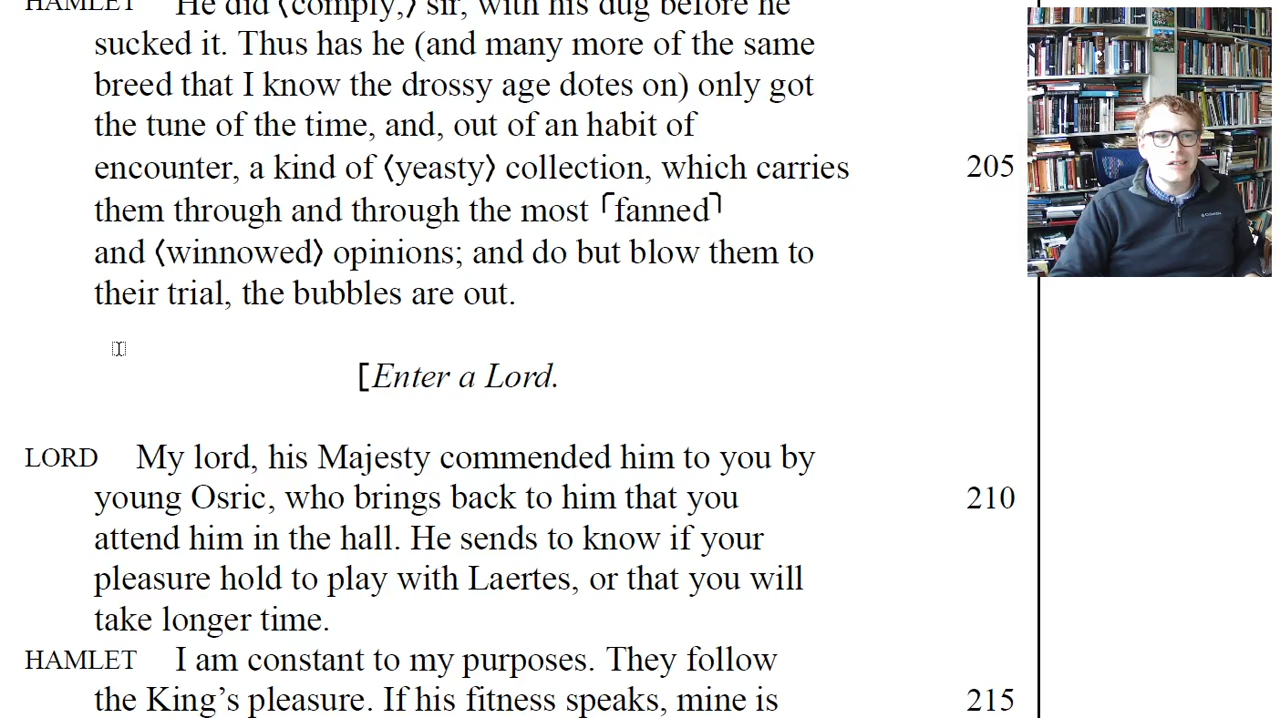 HAMLET He did ⟨comply,⟩ sir, with his dug before he
sucked it. Thus has he (and many more of the same
breed that I know the drossy age dotes on) only got
the tune of the time, and, out of an habit of
encounter, a kind of ⟨yeasty⟩ collection, which carries 205
them through and through the most ⌜fanned⌝
and ⟨winnowed⟩ opinions; and do but blow them to
their trial, the bubbles are out.
[Enter a Lord.
LORD My lord, his Majesty commended him to you by
young Osric, who brings back to him that you 210
attend him in the hall. He sends to know if your
pleasure hold to play with Laertes, or that you will
take longer time.
HAMLET I am constant to my purposes. They follow
the King’s pleasure. If his fitness speaks, mine is 215